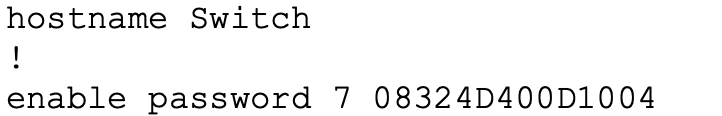 hostname Switch
!
enable password 7 08324D400D1004